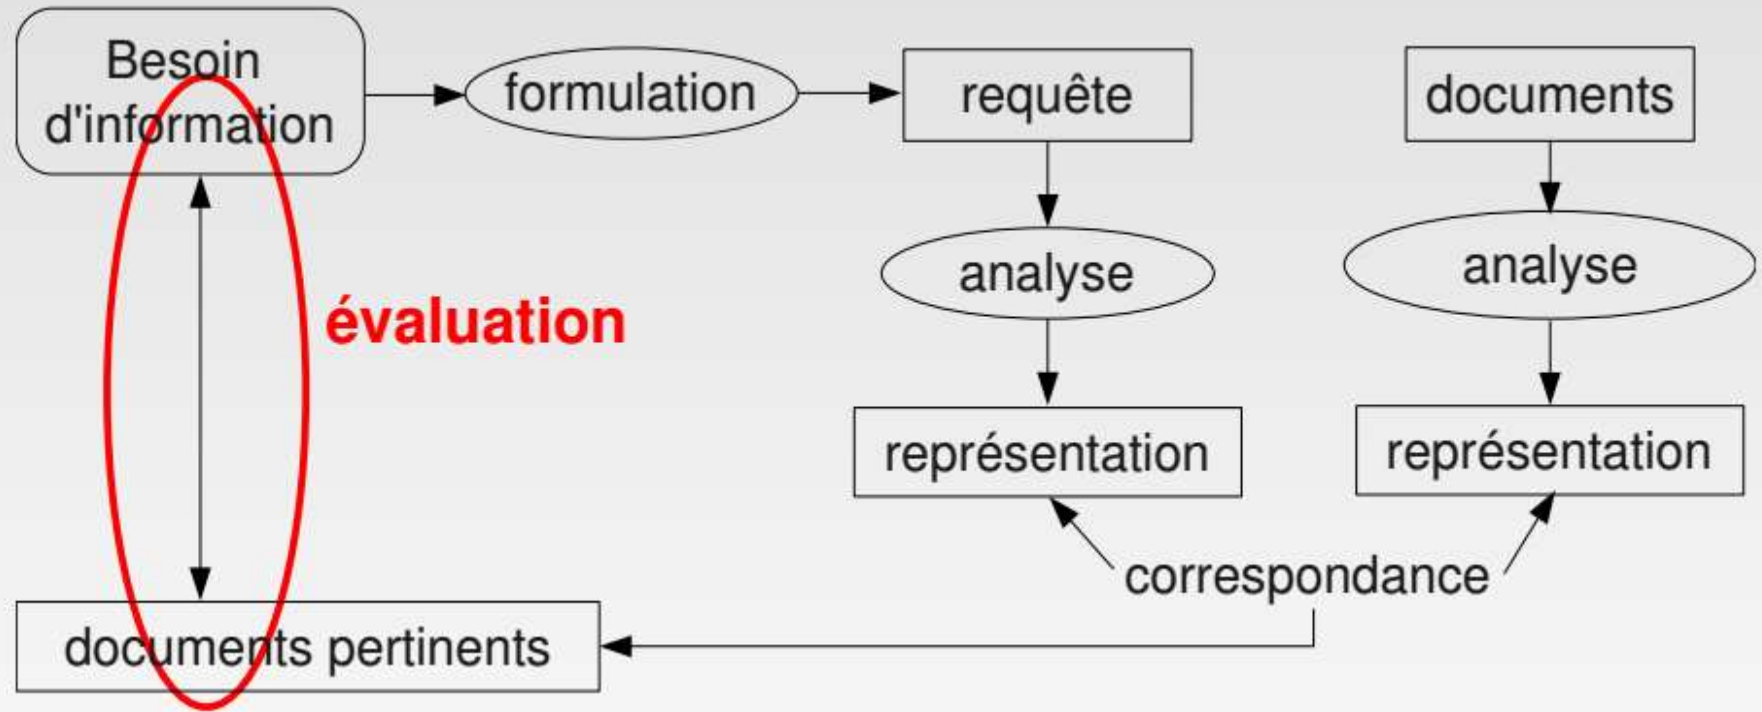 Besoin
d'information
formulation
requête
documents
analyse
analyse
évaluation
représentation
représentation
correspondance
documents pertinents